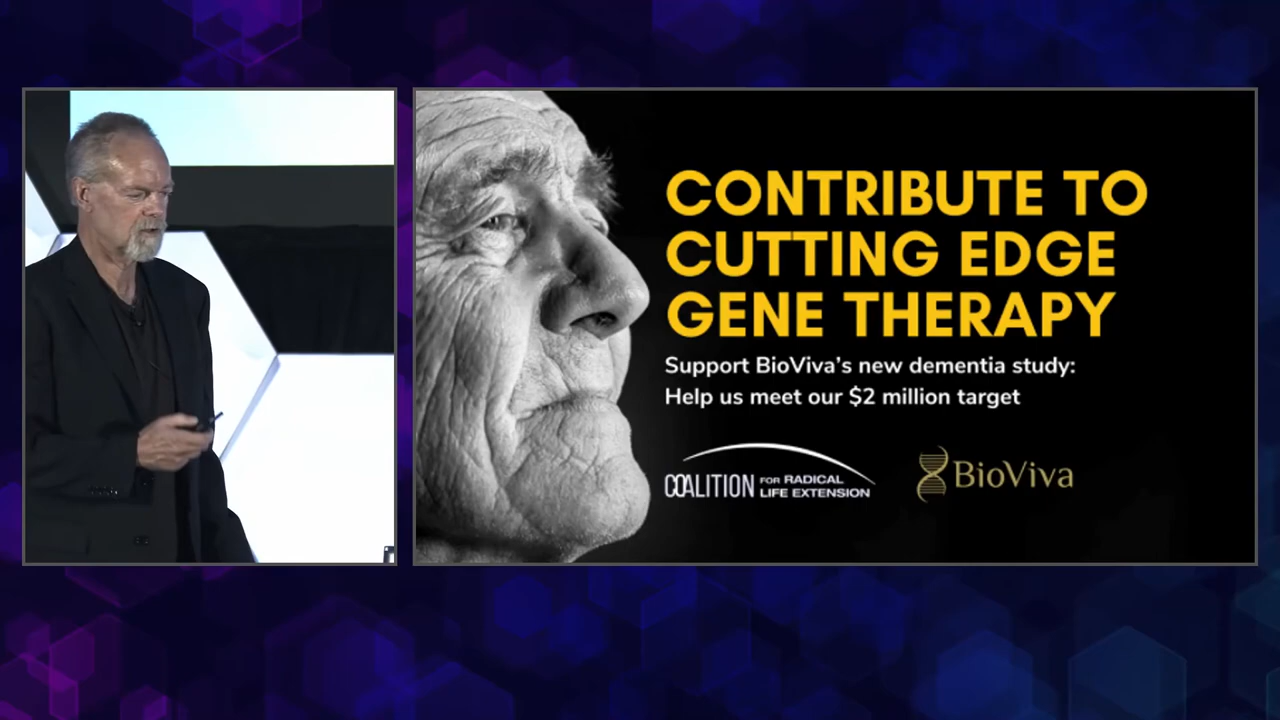 CONTRIBUTE TO
CUTTING EDGE
GENE THERAPY
Support BioViva's new dementia study:
Help us meet our $2 million target
COALITION FOR RADICAL
LIFE EXTENSION
BioViva